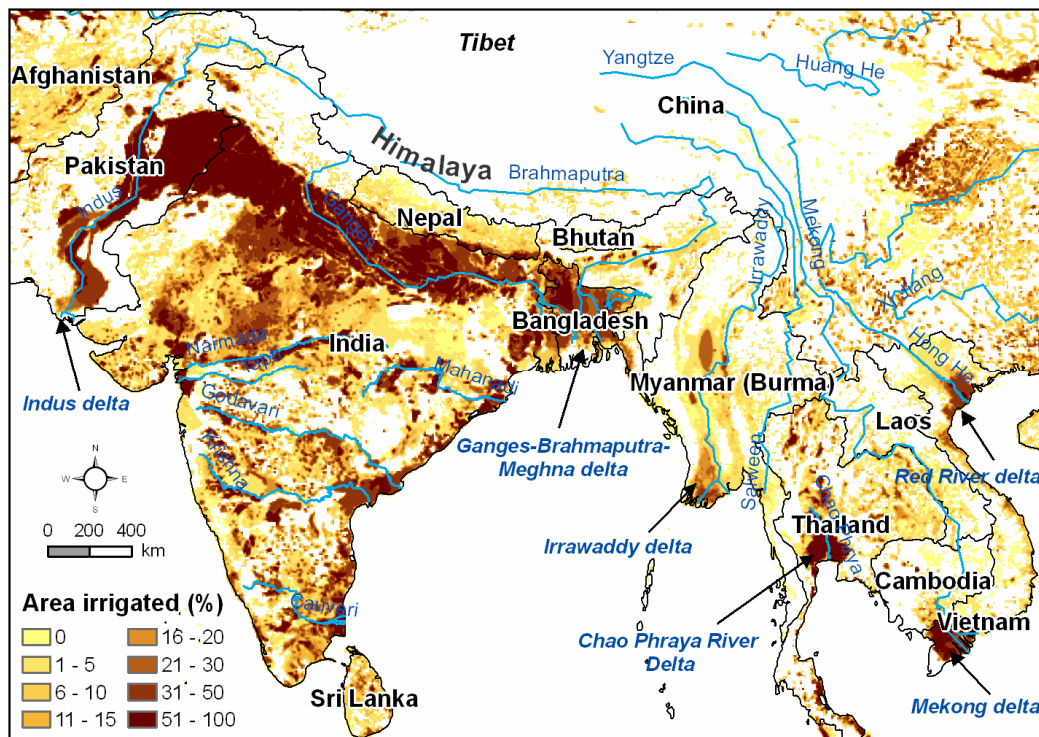 Tibet
Yangtze
Huang He
Afghanistan
China
Himalaya
Pakistan
Brahmaputra
Indus
Ganges
Nepal
Bhutan
Irrawaddy
Mekong
Xijiang
Bangladesh
Narmada
Tapti
India
Hong He
Mahanadi
Myanmar (Burma)
Indus delta
Godavari
Laos
Ganges-Brahmaputra-
Meghna delta
Krishna
Red River delta
Salween
N
W E
S
Chao Phraya
Thailand
0 200 400
km
Irrawaddy delta
Cambodia
Area irrigated (%)
Cauvari
Vietnam
0
16 - 20
1 - 5
21 - 30
Chao Phraya River
Delta
6 - 10
31 - 50
Sri Lanka
Mekong delta
11 - 15
51 - 100